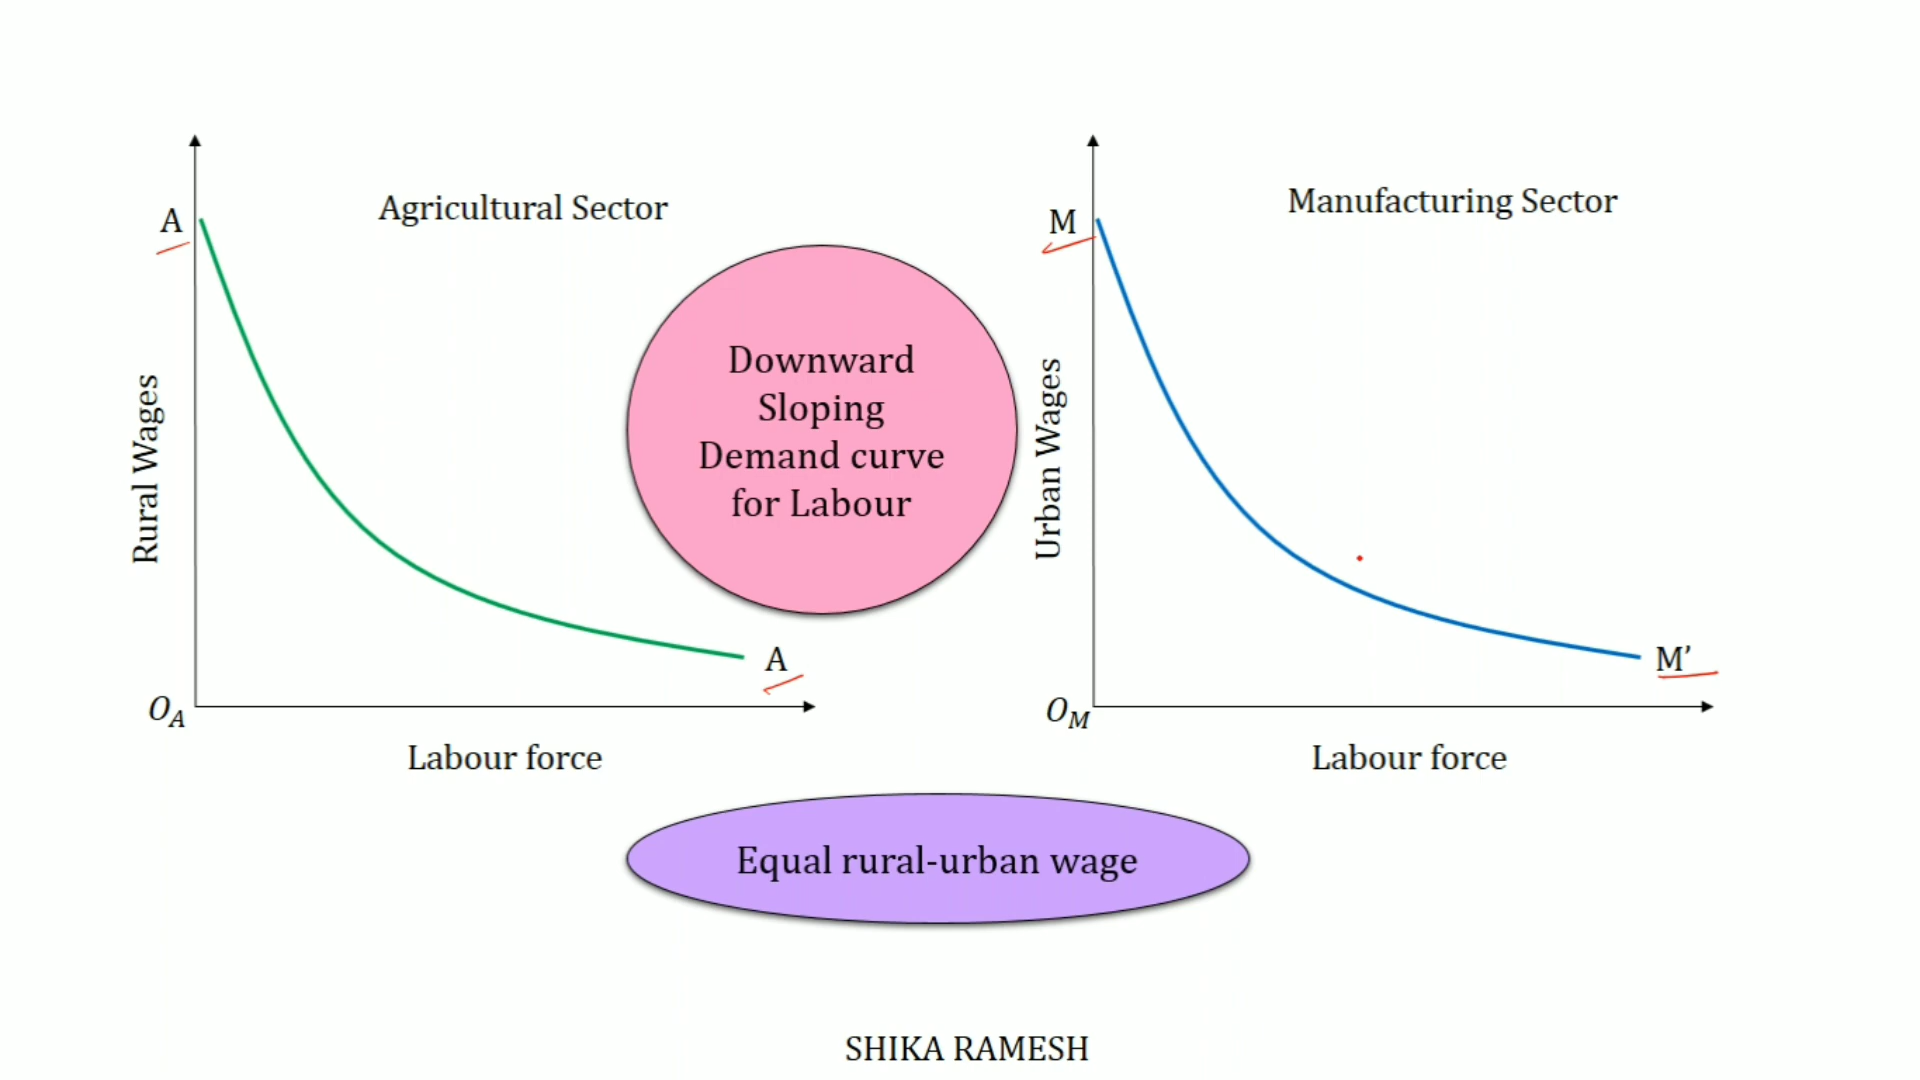 Agricultural Sector
A
Rural Wages
A
O_A
Labour force
Downward
Sloping
Demand curve
for Labour
Manufacturing Sector
M
Urban Wages
M’
O_M
Labour force
Equal rural-urban wage
SHIKA RAMESH